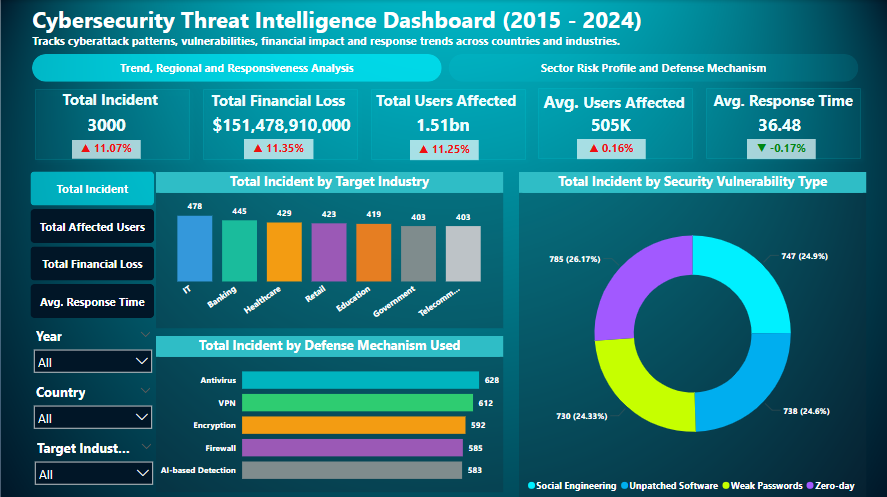 Cybersecurity Threat Intelligence Dashboard (2015 - 2024)
Tracks cyberattack patterns, vulnerabilities, financial impact and response trends across countries and industries.
Trend, Regional and Responsiveness Analysis
Sector Risk Profile and Defense Mechanism
Total Incident
3000
▲ 11.07%
Total Financial Loss
$151,478,910,000
▲ 11.35%
Total Users Affected
1.51bn
▲ 11.25%
Avg. Users Affected
505K
▲ 0.16%
Avg. Response Time
36.48
▼ -0.17%
Total Incident
Total Affected Users
Total Financial Loss
Avg. Response Time
Year
All
Country
All
Target Indust...
All
Total Incident by Target Industry
478
445
429
423
419
403
403
IT
Banking
Healthcare
Retail
Education
Government
Telecomm...
Total Incident by Defense Mechanism Used
Antivirus 628
VPN 612
Encryption 592
Firewall 585
AI-based Detection 583
Total Incident by Security Vulnerability Type
785 (26.17%)
747 (24.9%)
730 (24.33%)
738 (24.6%)
Social Engineering Unpatched Software Weak Passwords Zero-day